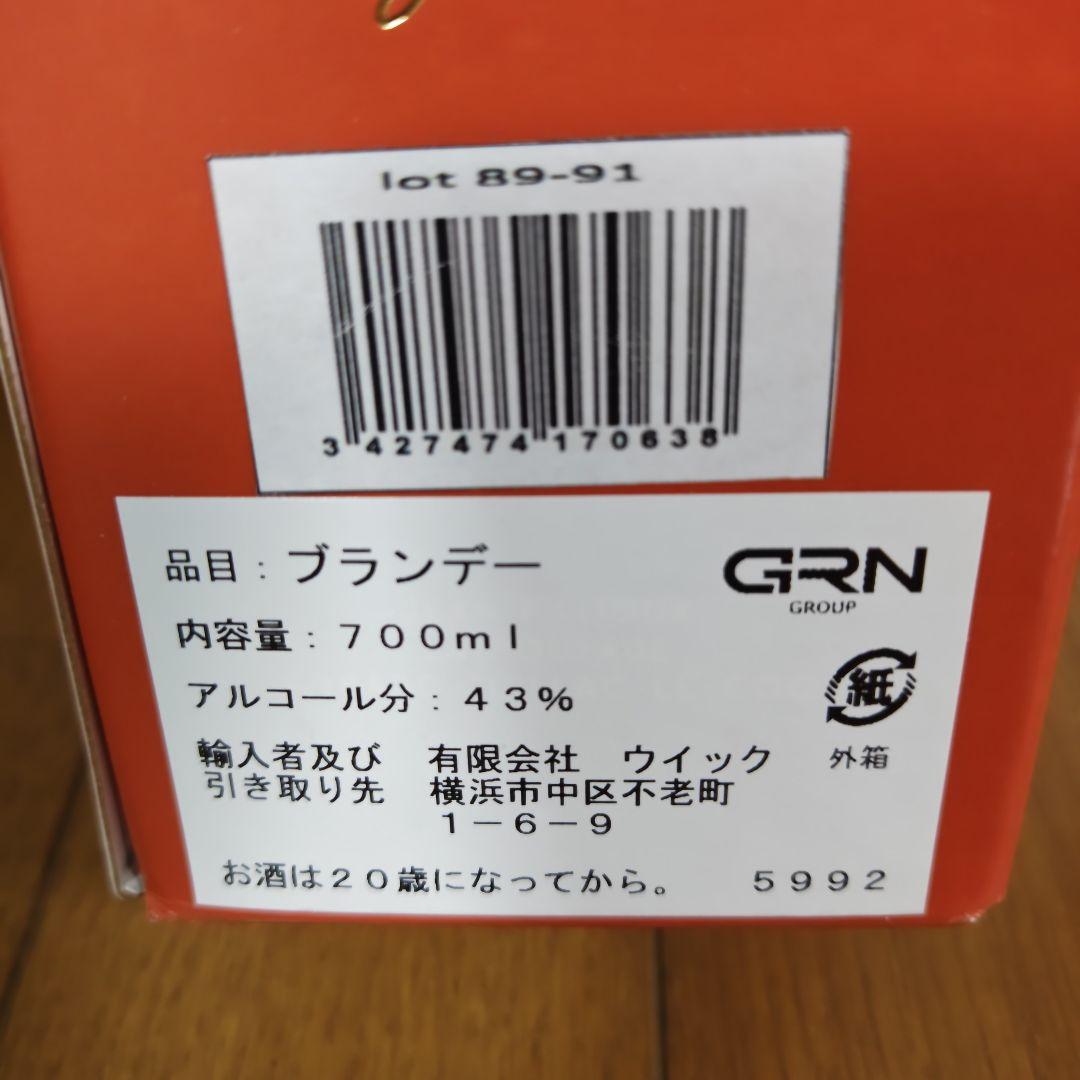 lot 89-91
3 427474 170638
品目：ブランデー
GRN
GROUP
内容量：７００ｍｌ
紙
アルコール分：４３％
外箱
輸入者及び　有限会社　ウイック
引き取り先　横浜市中区不老町
１－６－９
お酒は２０歳になってから。　５９９２